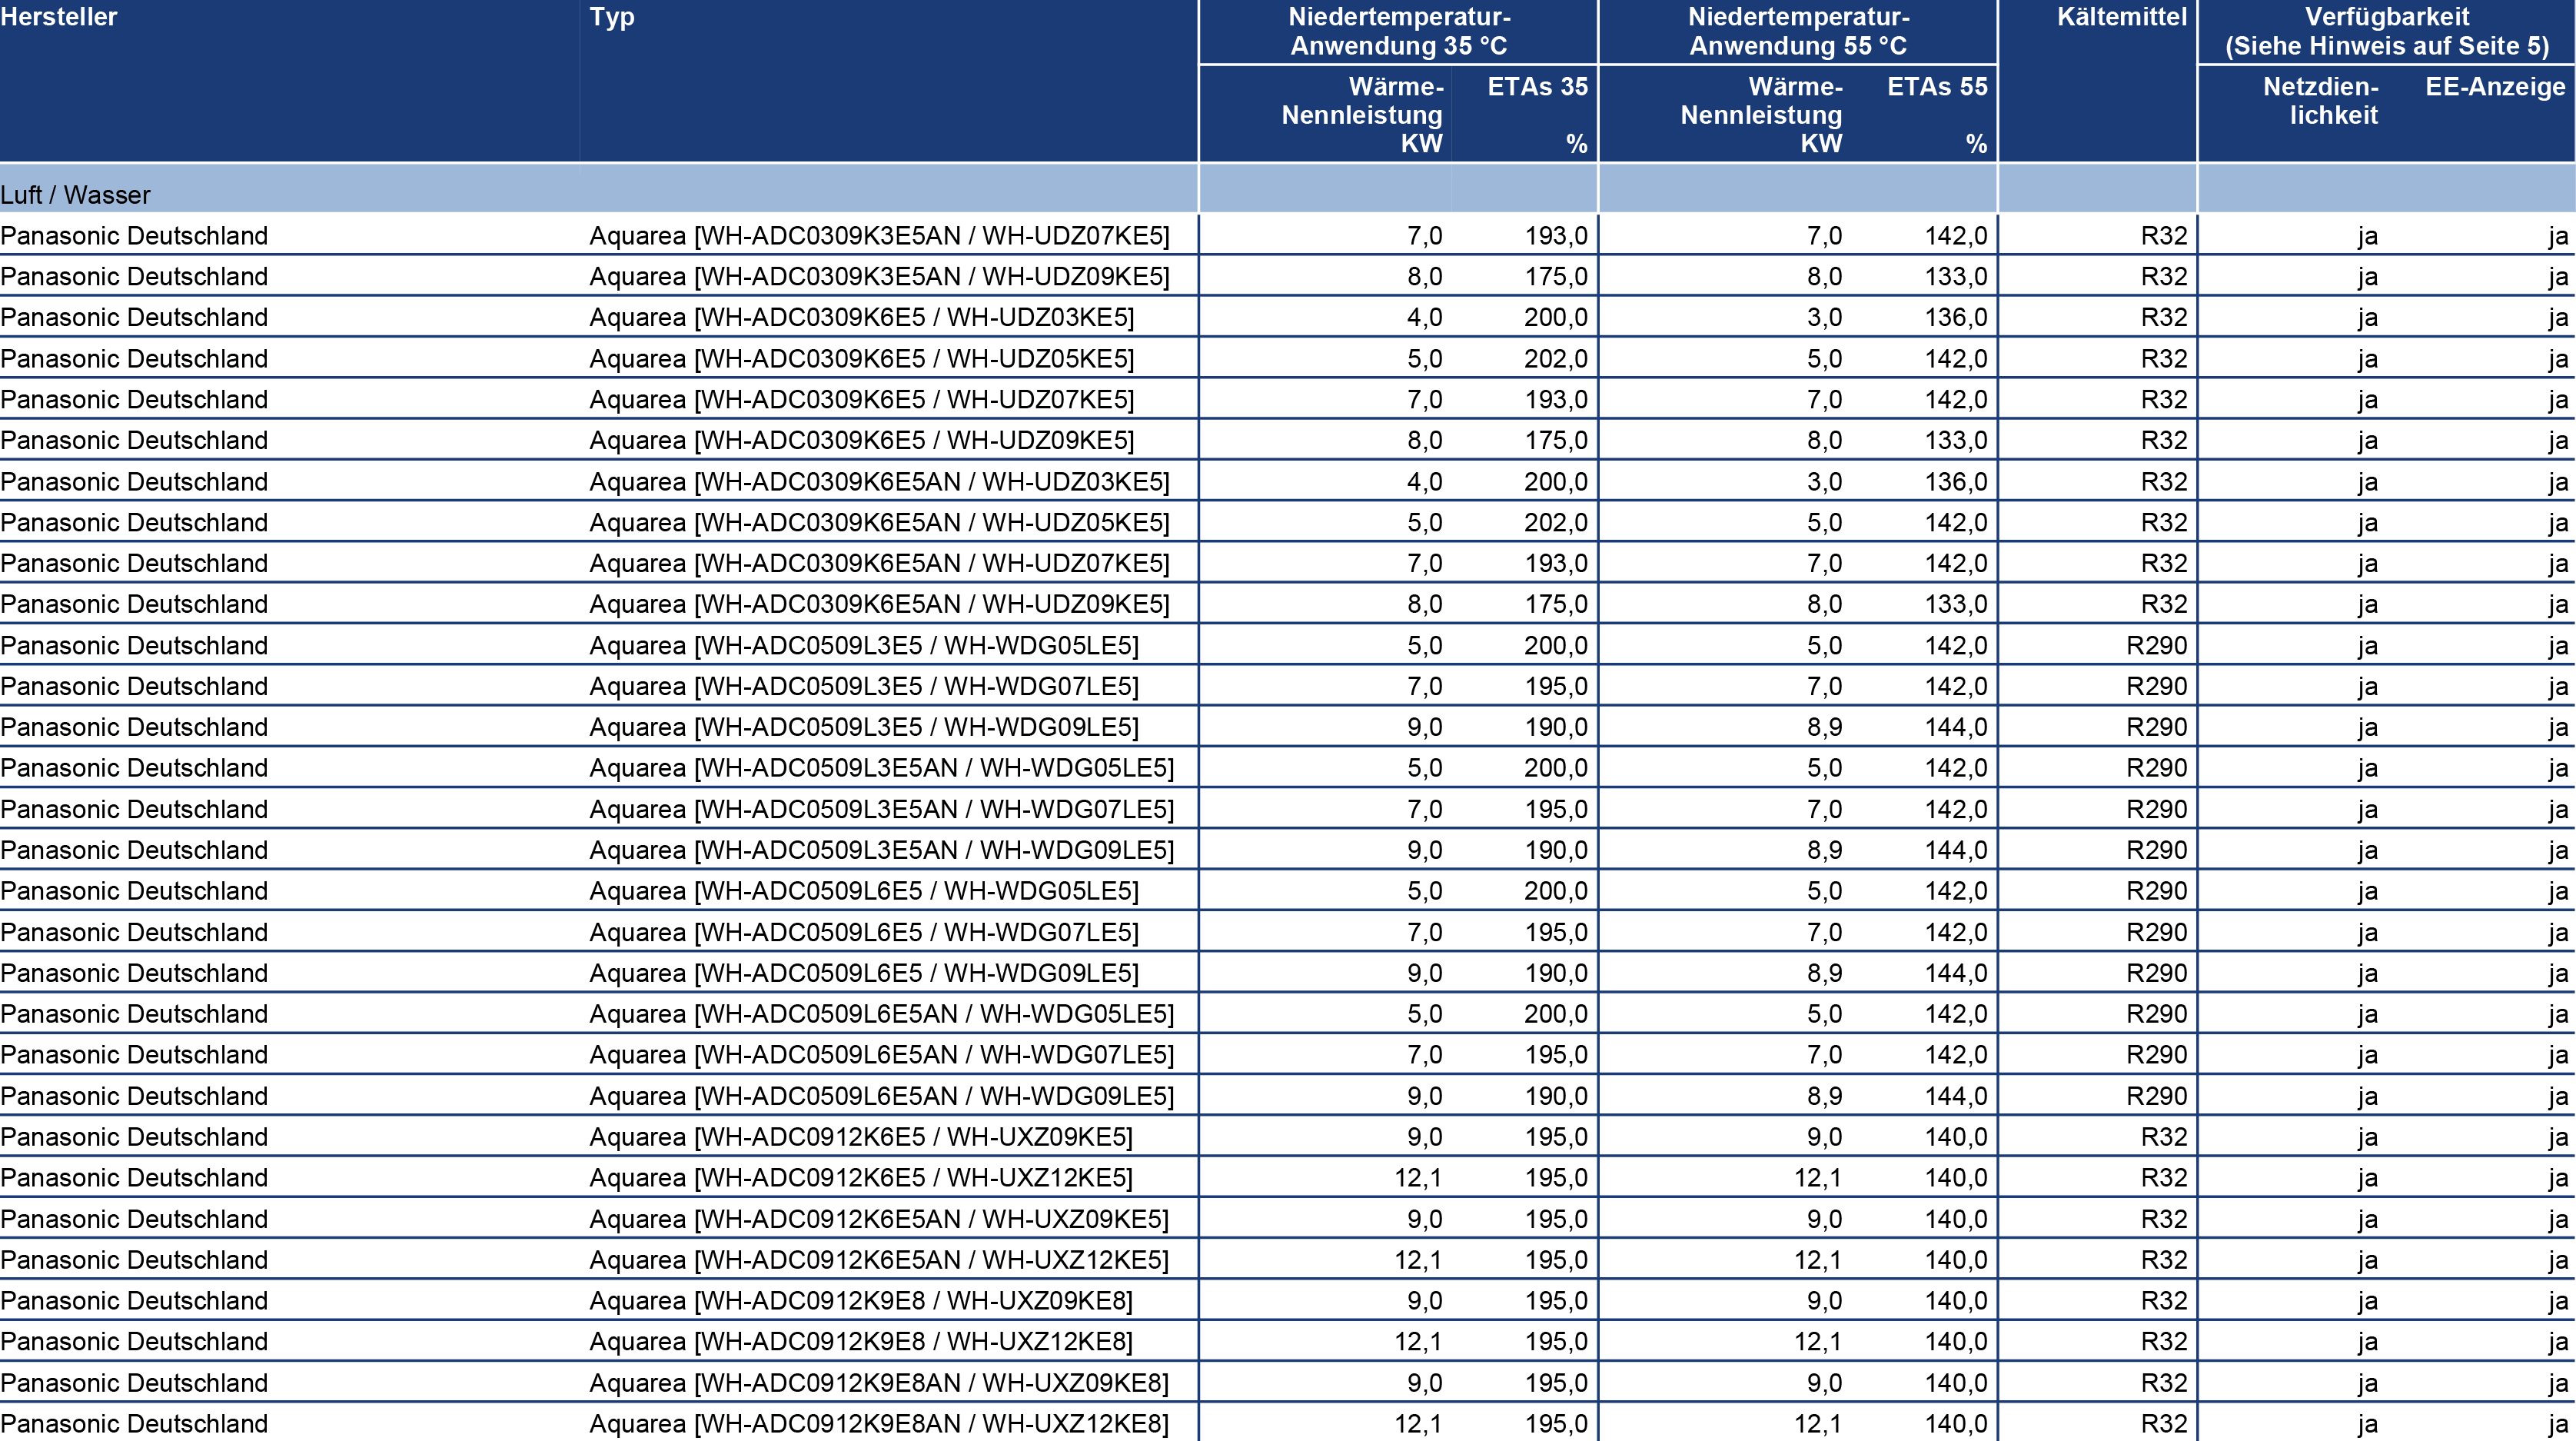 Hersteller Typ Niedertemperatur- Niedertemperatur- Kältemittel Verfügbarkeit
Anwendung 35 °C Anwendung 55 °C (Siehe Hinweis auf Seite 5)
Wärme- ETAs 35 Wärme- ETAs 55 Netzdien- EE-Anzeige
Nennleistung Nennleistung lichkeit
KW % KW %
Luft / Wasser
Panasonic Deutschland Aquarea [WH-ADC0309K3E5AN / WH-UDZ07KE5] 7,0 193,0 7,0 142,0 R32 ja ja
Panasonic Deutschland Aquarea [WH-ADC0309K3E5AN / WH-UDZ09KE5] 8,0 175,0 8,0 133,0 R32 ja ja
Panasonic Deutschland Aquarea [WH-ADC0309K6E5 / WH-UDZ03KE5] 4,0 200,0 3,0 136,0 R32 ja ja
Panasonic Deutschland Aquarea [WH-ADC0309K6E5 / WH-UDZ05KE5] 5,0 202,0 5,0 142,0 R32 ja ja
Panasonic Deutschland Aquarea [WH-ADC0309K6E5 / WH-UDZ07KE5] 7,0 193,0 7,0 142,0 R32 ja ja
Panasonic Deutschland Aquarea [WH-ADC0309K6E5 / WH-UDZ09KE5] 8,0 175,0 8,0 133,0 R32 ja ja
Panasonic Deutschland Aquarea [WH-ADC0309K6E5AN / WH-UDZ03KE5] 4,0 200,0 3,0 136,0 R32 ja ja
Panasonic Deutschland Aquarea [WH-ADC0309K6E5AN / WH-UDZ05KE5] 5,0 202,0 5,0 142,0 R32 ja ja
Panasonic Deutschland Aquarea [WH-ADC0309K6E5AN / WH-UDZ07KE5] 7,0 193,0 7,0 142,0 R32 ja ja
Panasonic Deutschland Aquarea [WH-ADC0309K6E5AN / WH-UDZ09KE5] 8,0 175,0 8,0 133,0 R32 ja ja
Panasonic Deutschland Aquarea [WH-ADC0509L3E5 / WH-WDG05LE5] 5,0 200,0 5,0 142,0 R290 ja ja
Panasonic Deutschland Aquarea [WH-ADC0509L3E5 / WH-WDG07LE5] 7,0 195,0 7,0 142,0 R290 ja ja
Panasonic Deutschland Aquarea [WH-ADC0509L3E5 / WH-WDG09LE5] 9,0 190,0 8,9 144,0 R290 ja ja
Panasonic Deutschland Aquarea [WH-ADC0509L3E5AN / WH-WDG05LE5] 5,0 200,0 5,0 142,0 R290 ja ja
Panasonic Deutschland Aquarea [WH-ADC0509L3E5AN / WH-WDG07LE5] 7,0 195,0 7,0 142,0 R290 ja ja
Panasonic Deutschland Aquarea [WH-ADC0509L3E5AN / WH-WDG09LE5] 9,0 190,0 8,9 144,0 R290 ja ja
Panasonic Deutschland Aquarea [WH-ADC0509L6E5 / WH-WDG05LE5] 5,0 200,0 5,0 142,0 R290 ja ja
Panasonic Deutschland Aquarea [WH-ADC0509L6E5 / WH-WDG07LE5] 7,0 195,0 7,0 142,0 R290 ja ja
Panasonic Deutschland Aquarea [WH-ADC0509L6E5 / WH-WDG09LE5] 9,0 190,0 8,9 144,0 R290 ja ja
Panasonic Deutschland Aquarea [WH-ADC0509L6E5AN / WH-WDG05LE5] 5,0 200,0 5,0 142,0 R290 ja ja
Panasonic Deutschland Aquarea [WH-ADC0509L6E5AN / WH-WDG07LE5] 7,0 195,0 7,0 142,0 R290 ja ja
Panasonic Deutschland Aquarea [WH-ADC0509L6E5AN / WH-WDG09LE5] 9,0 190,0 8,9 144,0 R290 ja ja
Panasonic Deutschland Aquarea [WH-ADC0912K6E5 / WH-UXZ09KE5] 9,0 195,0 9,0 140,0 R32 ja ja
Panasonic Deutschland Aquarea [WH-ADC0912K6E5 / WH-UXZ12KE5] 12,1 195,0 12,1 140,0 R32 ja ja
Panasonic Deutschland Aquarea [WH-ADC0912K6E5AN / WH-UXZ09KE5] 9,0 195,0 9,0 140,0 R32 ja ja
Panasonic Deutschland Aquarea [WH-ADC0912K6E5AN / WH-UXZ12KE5] 12,1 195,0 12,1 140,0 R32 ja ja
Panasonic Deutschland Aquarea [WH-ADC0912K9E8 / WH-UXZ09KE8] 9,0 195,0 9,0 140,0 R32 ja ja
Panasonic Deutschland Aquarea [WH-ADC0912K9E8 / WH-UXZ12KE8] 12,1 195,0 12,1 140,0 R32 ja ja
Panasonic Deutschland Aquarea [WH-ADC0912K9E8AN / WH-UXZ09KE8] 9,0 195,0 9,0 140,0 R32 ja ja
Panasonic Deutschland Aquarea [WH-ADC0912K9E8AN / WH-UXZ12KE8] 12,1 195,0 12,1 140,0 R32 ja ja